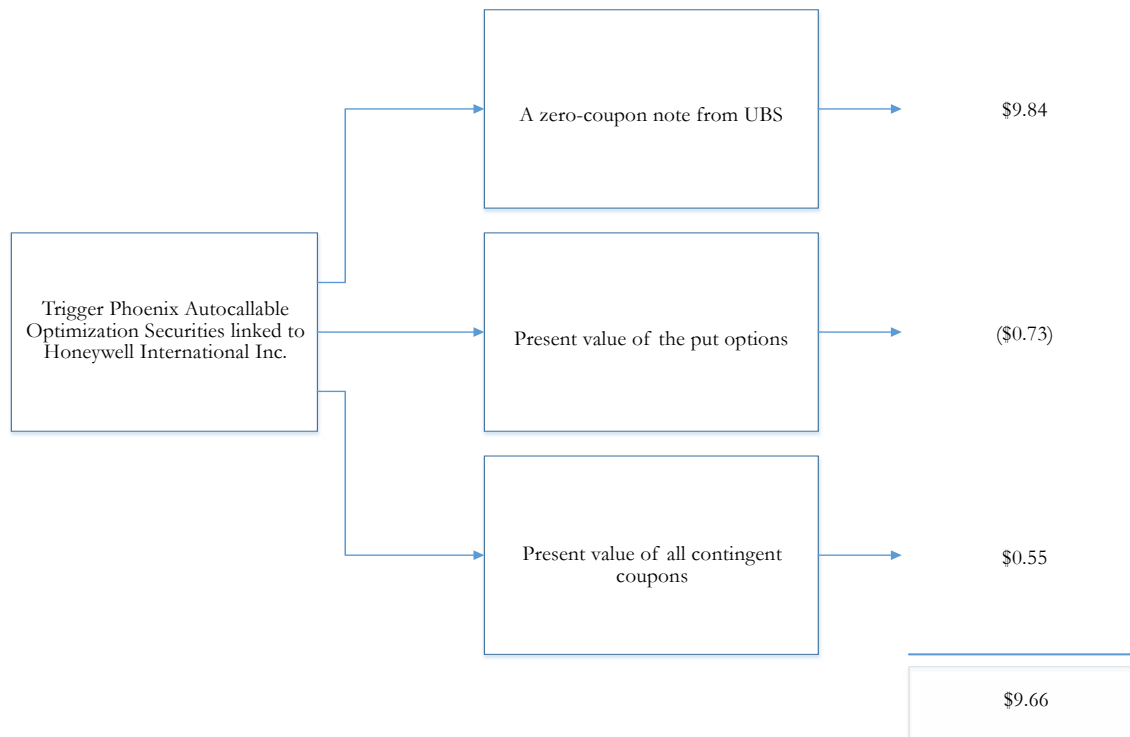 A zero-coupon note from UBS
$9.84
Trigger Phoenix Autocallable
Optimization Securities linked to
Honeywell International Inc.
Present value of the put options
($0.73)
Present value of all contingent
coupons
$0.55
$9.66